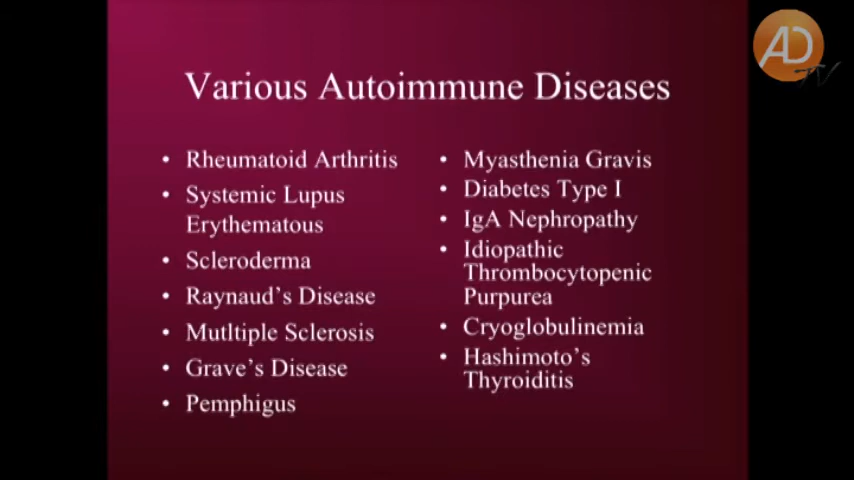 AD
TV
Various Autoimmune Diseases
• Rheumatoid Arthritis
• Systemic Lupus
Erythematous
• Scleroderma
• Raynaud's Disease
• Mutltiple Sclerosis
• Grave's Disease
• Pemphigus
• Myasthenia Gravis
• Diabetes Type I
• IgA Nephropathy
• Idiopathic
Thrombocytopenic
Purpurea
• Cryoglobulinemia
• Hashimoto's
Thyroiditis